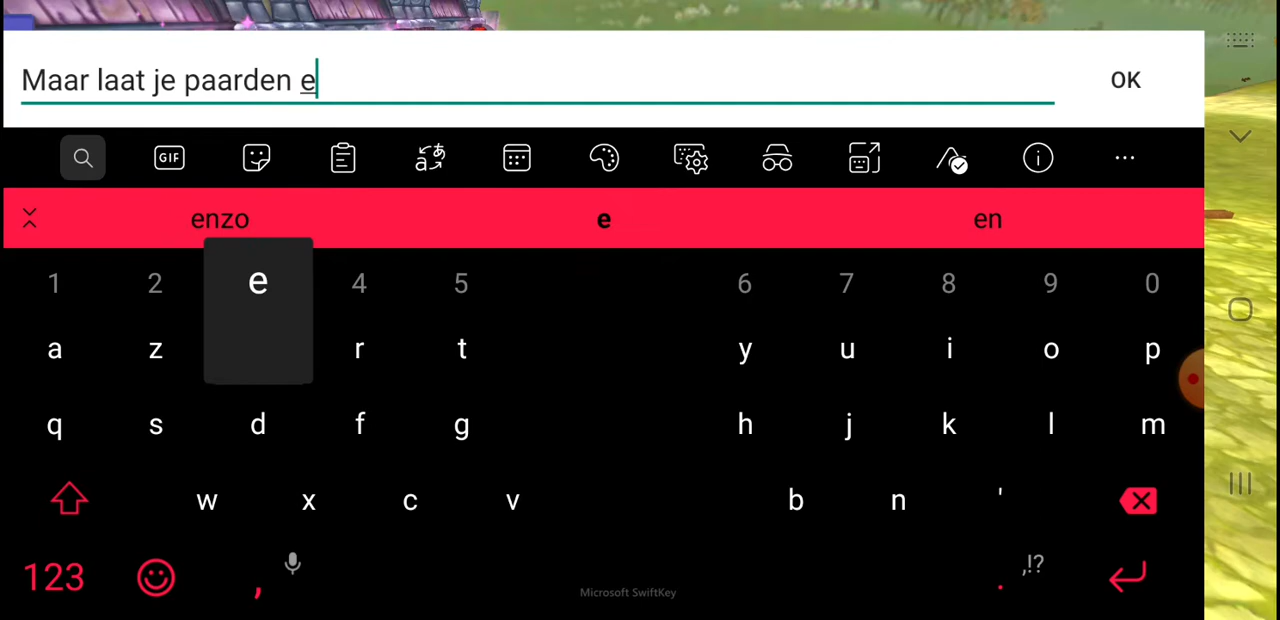 Maar laat je paarden e
OK
GIF
enzo e en
1 2 e 4 5 6 7 8 9 0
a z r t y u i o p
q s d f g h j k l m
w x c v b n '
123 , Microsoft SwiftKey . ,!?